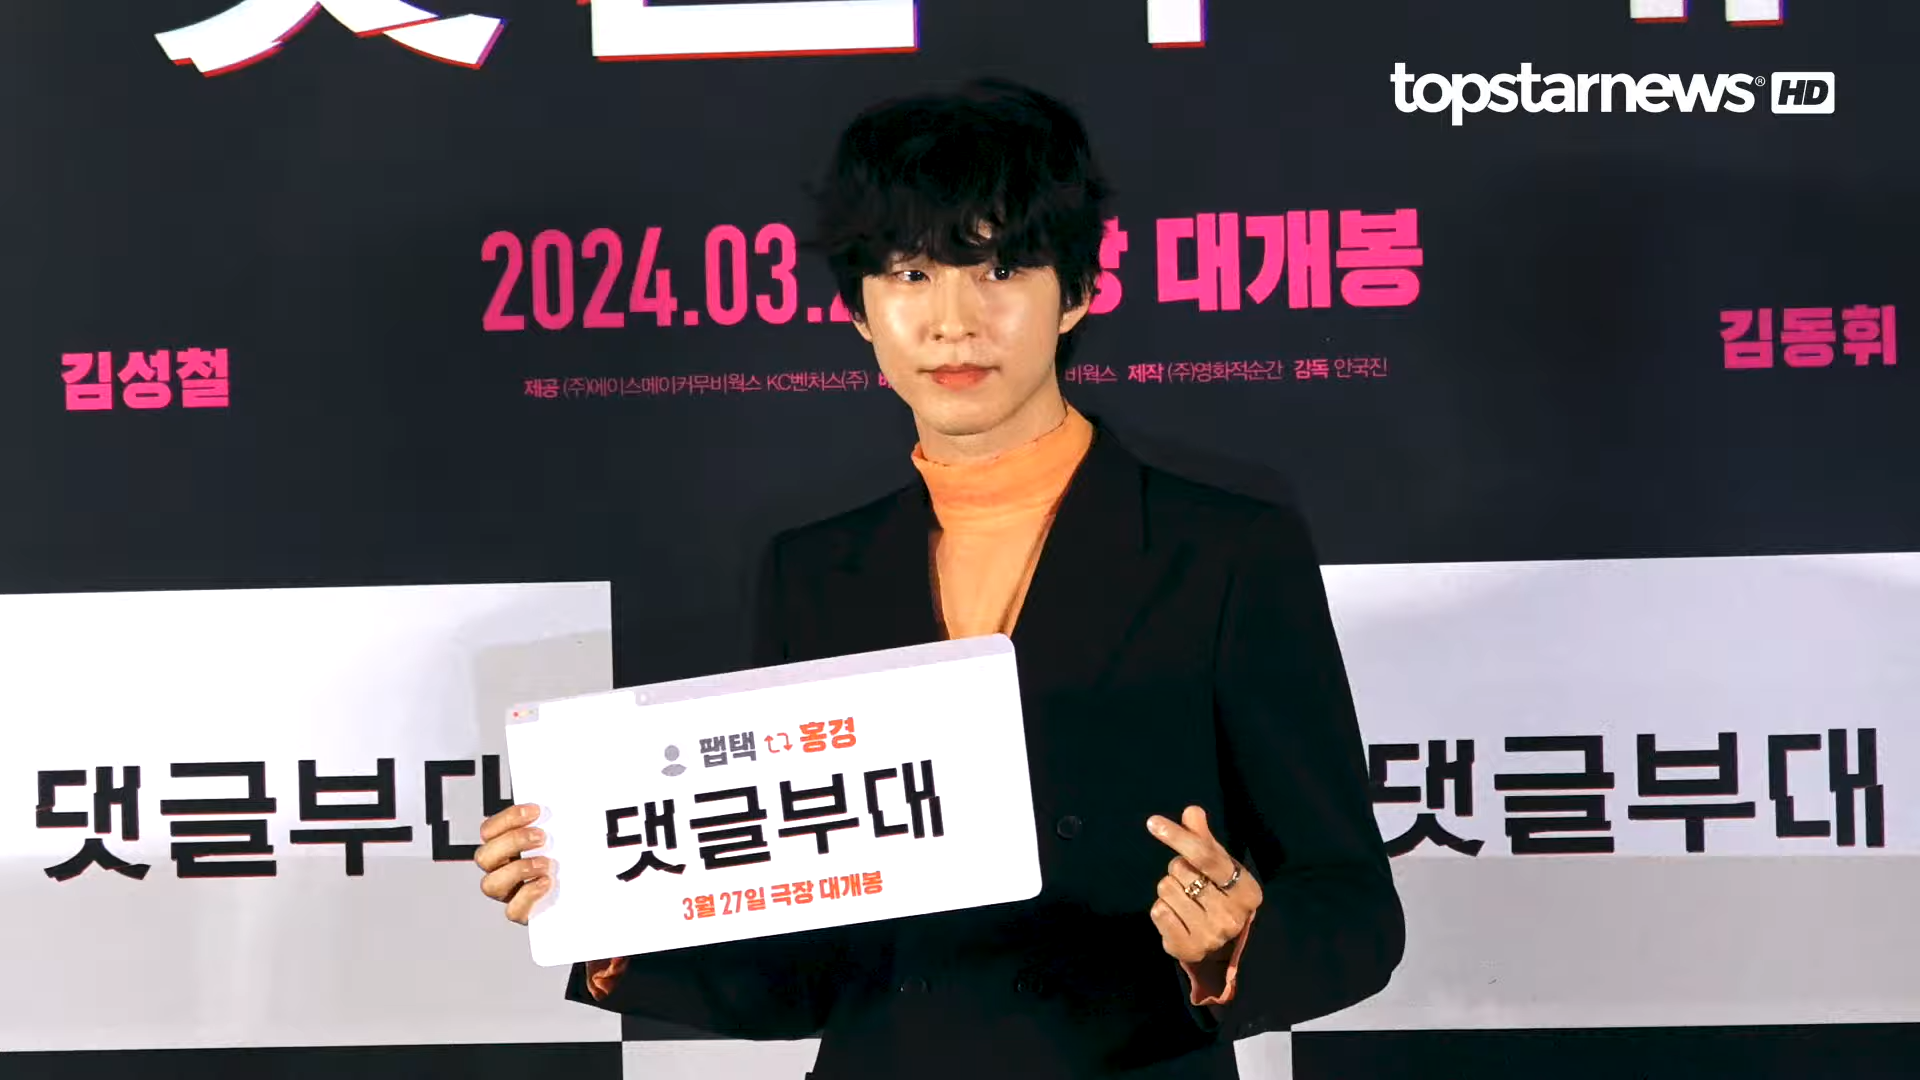 topstarnews® HD
2024.03. 대개봉
김성철
김동휘
제공 (주)에이스메이커무비웍스 KC벤처스(주) 비웍스 제작 (주)영화적순간 감독 안국진
팹택 홍경
댓글부대
3월 27일 극장 대개봉
댓글부
댓글부대